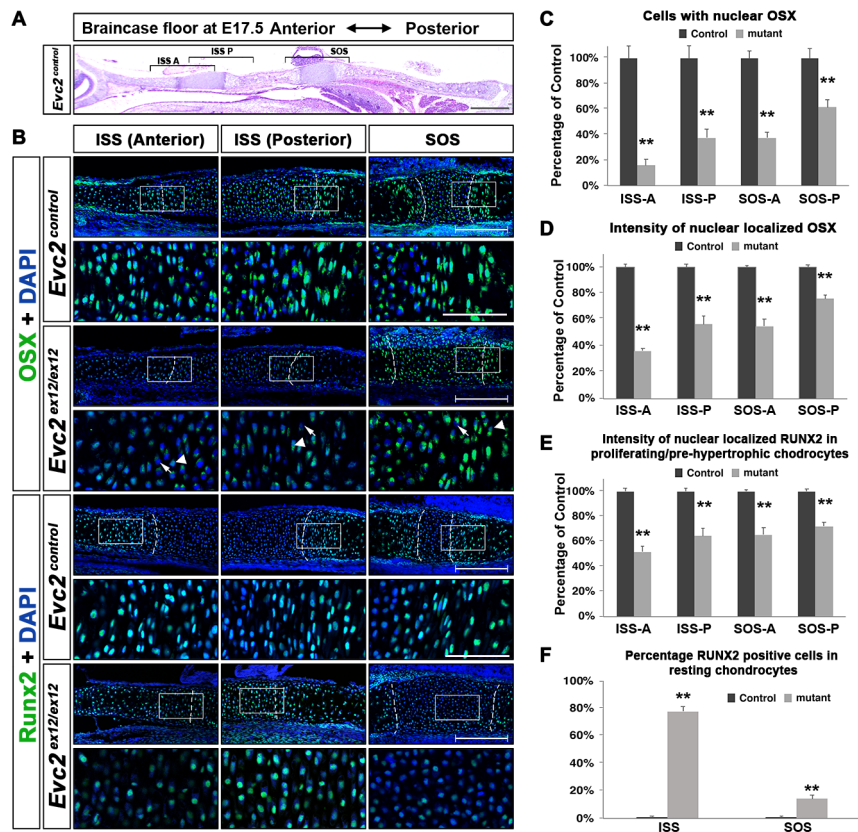 A
Braincase floor at E17.5 Anterior Posterior
Evc2 control
ISS A
ISS P
SOS
B
ISS (Anterior)
ISS (Posterior)
SOS
OSX + DAPI
Evc2 control
Evc2 ex12/ex12
Runx2 + DAPI
Evc2 control
Evc2 ex12/ex12
C
Cells with nuclear OSX
Control
mutant
Percentage of Control
100%
80%
60%
40%
20%
0%
**
**
**
**
ISS-A
ISS-P
SOS-A
SOS-P
D
Intensity of nuclear localized OSX
Control
mutant
Percentage of Control
100%
80%
60%
40%
20%
0%
**
**
**
**
ISS-A
ISS-P
SOS-A
SOS-P
E
Intensity of nuclear localized RUNX2 in
proliferating/pre-hypertrophic chodrocytes
Control
mutant
Percentage of Control
100%
80%
60%
40%
20%
0%
**
**
**
**
ISS-A
ISS-P
SOS-A
SOS-P
F
Percentage RUNX2 positive cells in
resting chondrocytes
Control
mutant
100%
80%
60%
40%
20%
0%
**
**
ISS
SOS